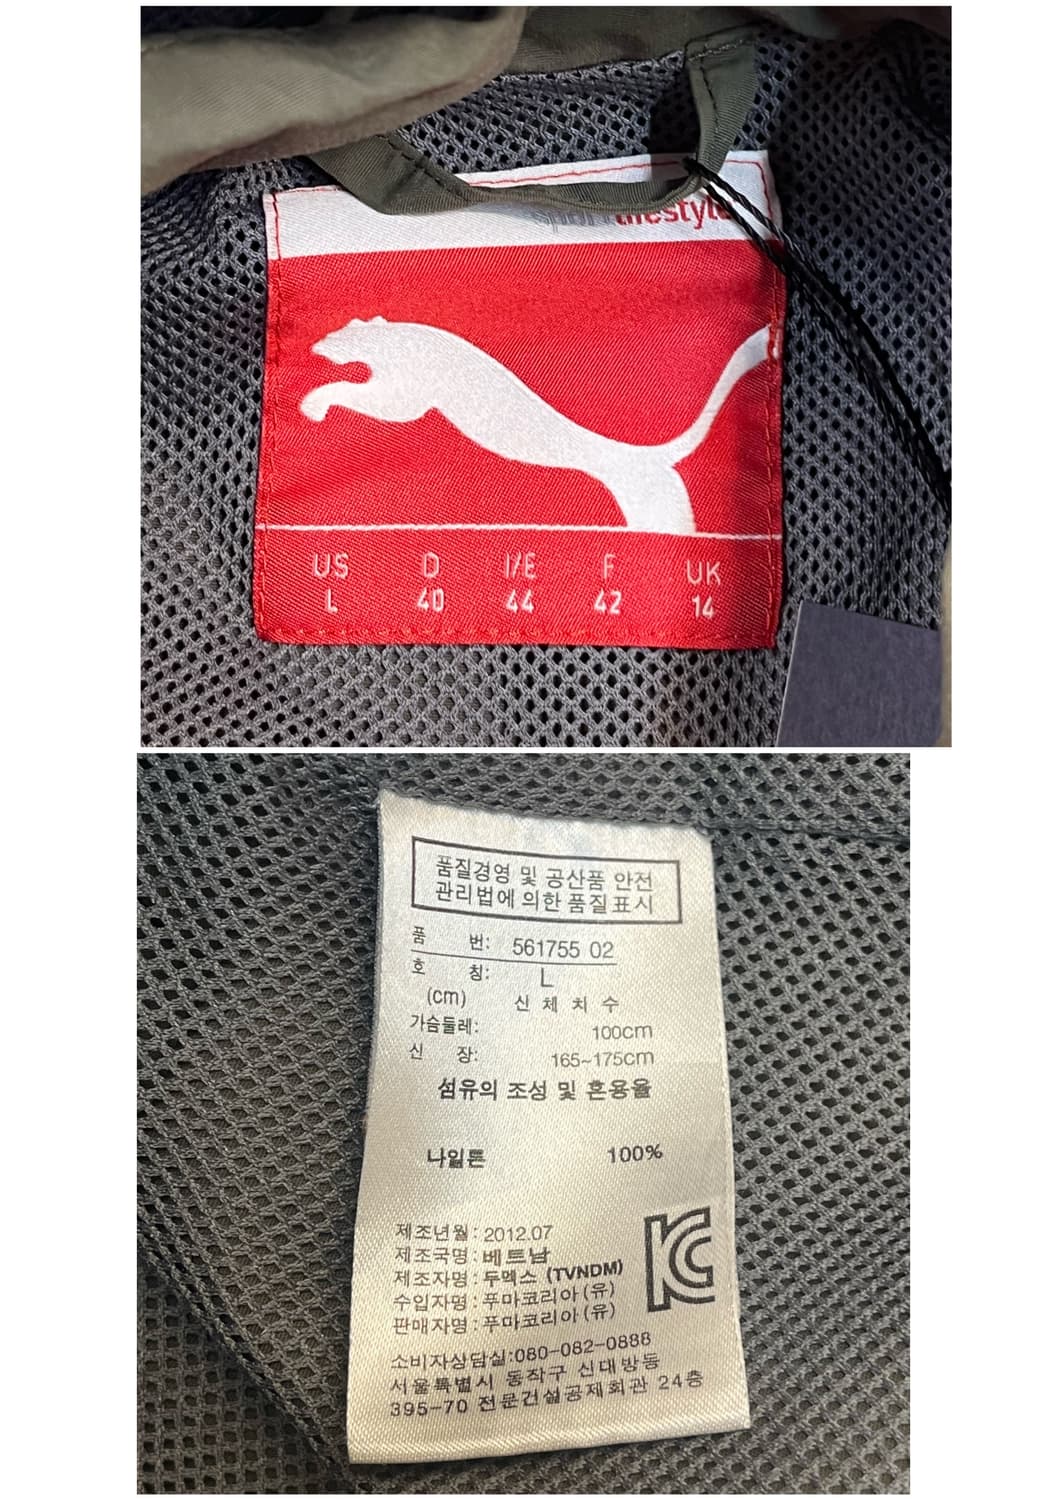 lifestyle
US D I/E F UK
L 40 44 42 14
품질경영 및 공산품 안전
관리법에 의한 품질표시
품 번: 561755 02
호 칭: L
(cm) 신 체 치 수
가슴둘레: 100cm
신 장: 165~175cm
섬유의 조성 및 혼용율
나일론 100%
제조년월: 2012.07
제조국명: 베트남
제조자명: 두멕스 (TVNDM)
수입자명: 푸마코리아(유)
판매자명: 푸마코리아(유)
KC
소비자상담실:080-082-0888
서울특별시 동작구 신대방동
395-70 전문건설공제회관 24층